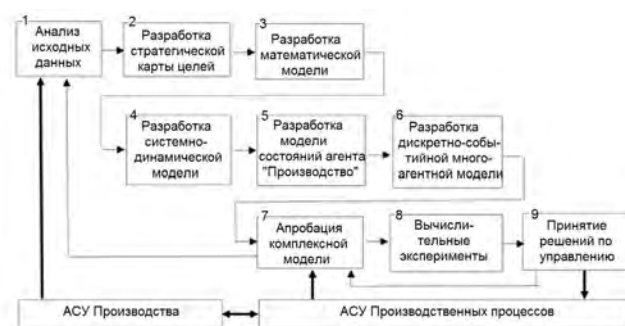 1
Анализ
исходных
данных
2
Разработка
стратегической
карты целей
3
Разработка
математической
модели
4
Разработка
системно-
динамической
модели
5
Разработка
модели
состояний агента
"Производство"
6
Разработка
дискретно-собы-
тийной много-
агентной модели
7
Апробация
комплексной
модели
8
Вычисли-
тельные
эксперименты
9
Принятие
решений по
управлению
АСУ Производства
АСУ Производственных процессов